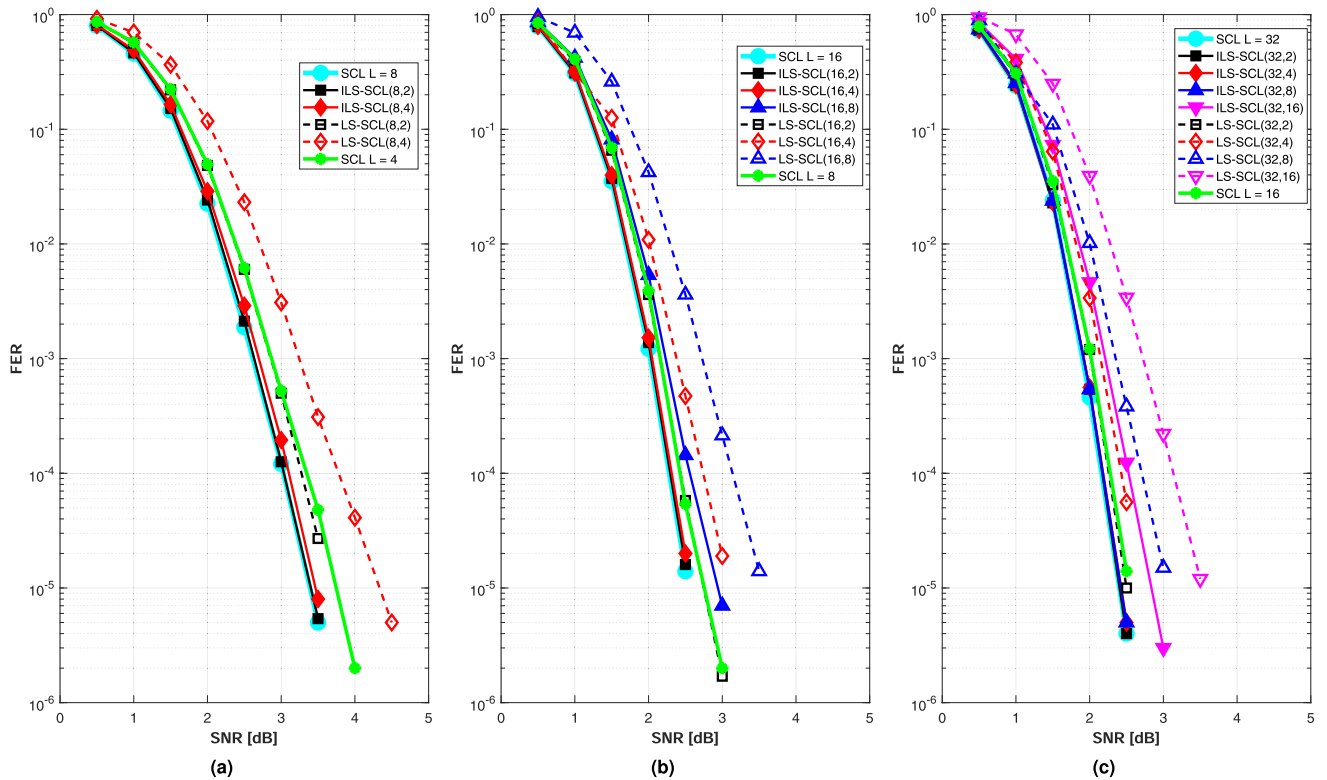 10^0
10^-1
10^-2
10^-3
10^-4
10^-5
10^-6
FER
0 1 2 3 4 5
SNR [dB]
SCL L = 8
ILS-SCL(8,2)
ILS-SCL(8,4)
LS-SCL(8,2)
LS-SCL(8,4)
SCL L = 4
(a)
10^0
10^-1
10^-2
10^-3
10^-4
10^-5
10^-6
FER
0 1 2 3 4 5
SNR [dB]
SCL L = 16
ILS-SCL(16,2)
ILS-SCL(16,4)
ILS-SCL(16,8)
LS-SCL(16,2)
LS-SCL(16,4)
LS-SCL(16,8)
SCL L = 8
(b)
10^0
10^-1
10^-2
10^-3
10^-4
10^-5
10^-6
FER
0 1 2 3 4 5
SNR [dB]
SCL L = 32
ILS-SCL(32,2)
ILS-SCL(32,4)
ILS-SCL(32,8)
ILS-SCL(32,16)
LS-SCL(32,2)
LS-SCL(32,4)
LS-SCL(32,8)
LS-SCL(32,16)
SCL L = 16
(c)